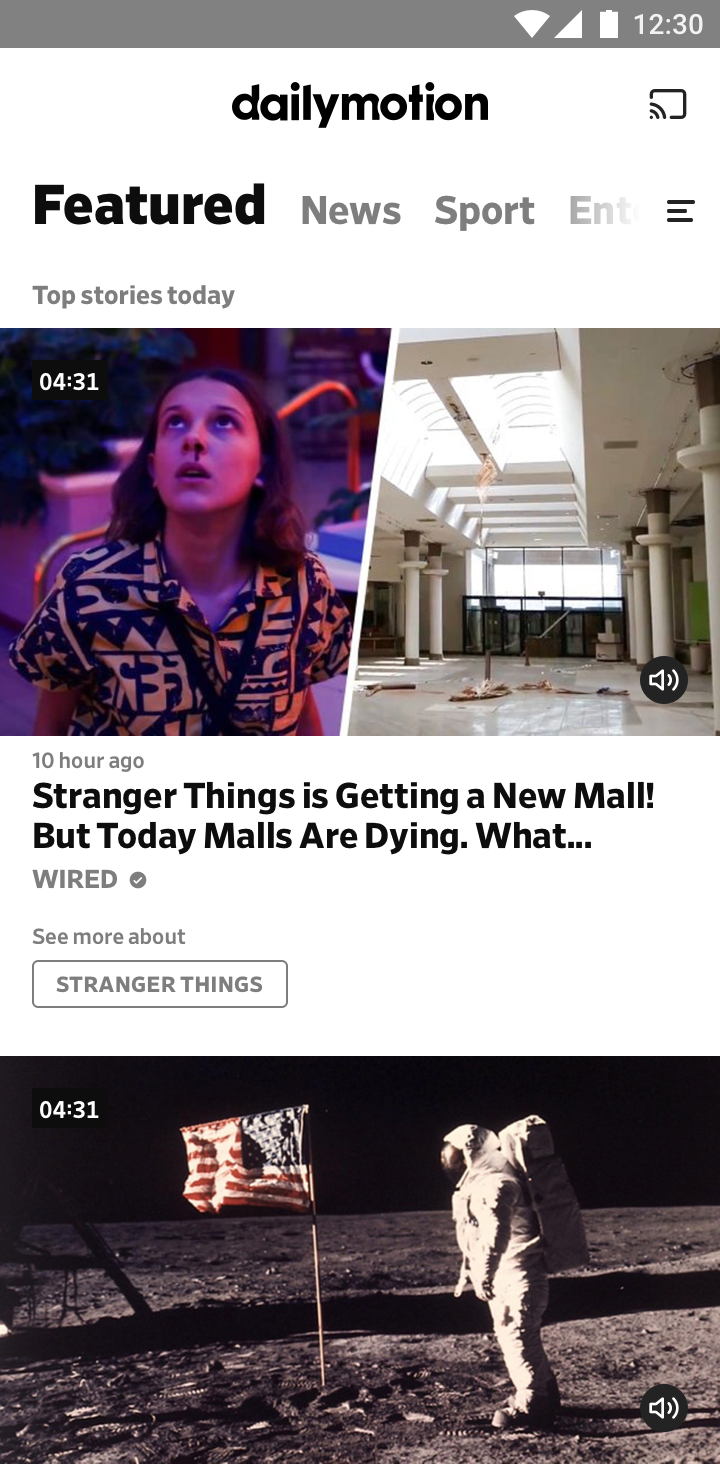 12:30
dailymotion
Featured News Sport Ente
Top stories today
04:31
10 hour ago
Stranger Things is Getting a New Mall!
But Today Malls Are Dying. What...
WIRED
See more about
STRANGER THINGS
04:31